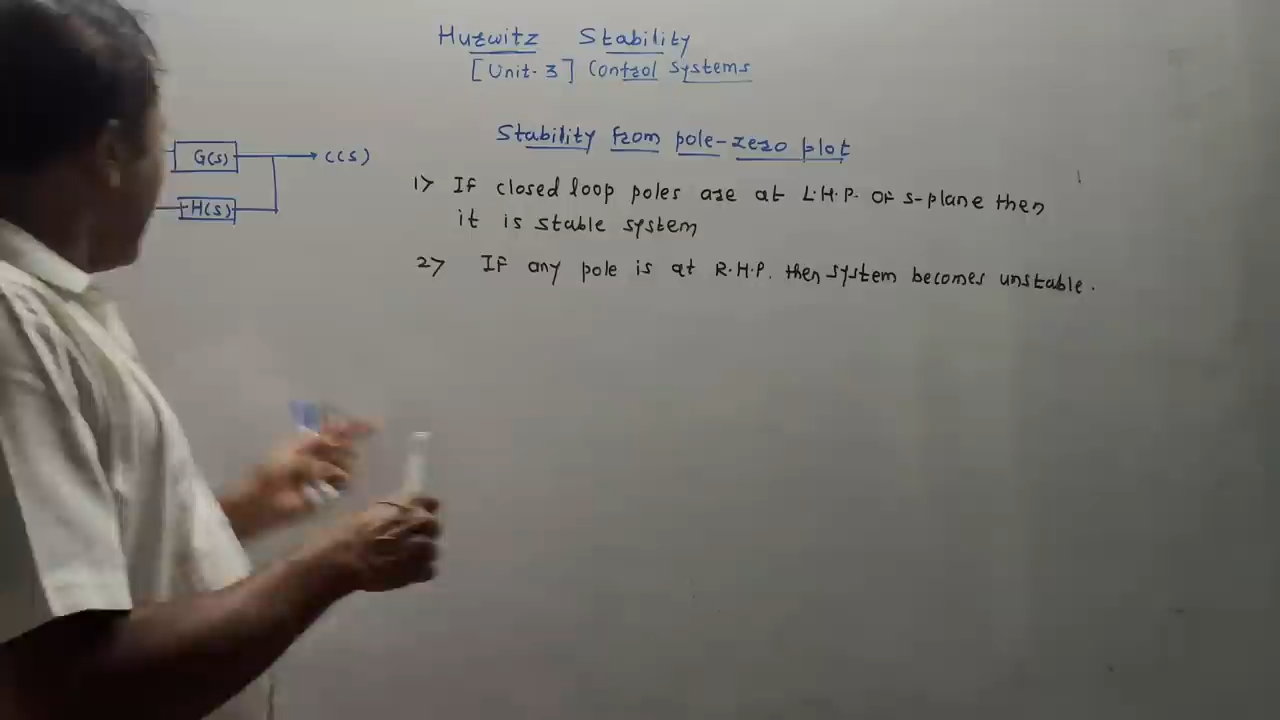 Hurwitz Stability
[Unit-3] Control Systems
Stability from pole-zero plot
G(s)
C(s)
H(s)
1> If closed loop poles are at L.H.P. of s-plane then
it is stable system
2> If any pole is at R.H.P. then system becomes unstable.